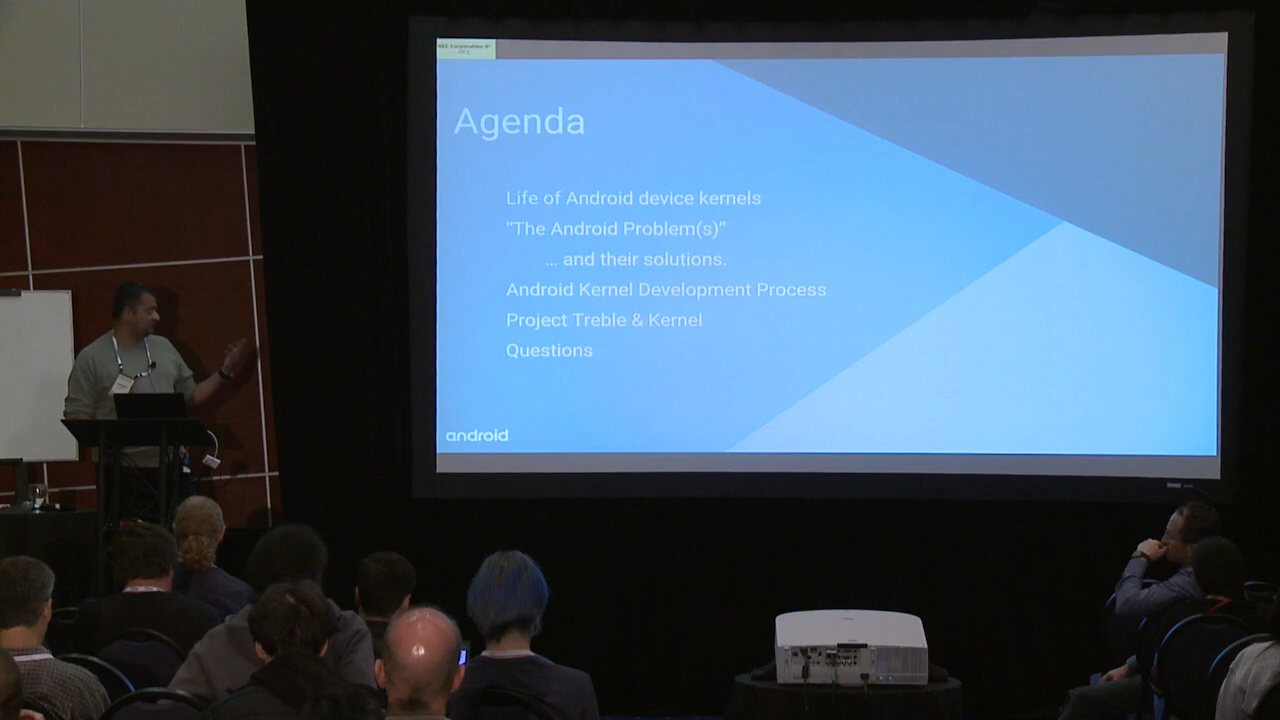 Agenda
Life of Android device kernels
“The Android Problem(s)”
... and their solutions.
Android Kernel Development Process
Project Treble & Kernel
Questions
android